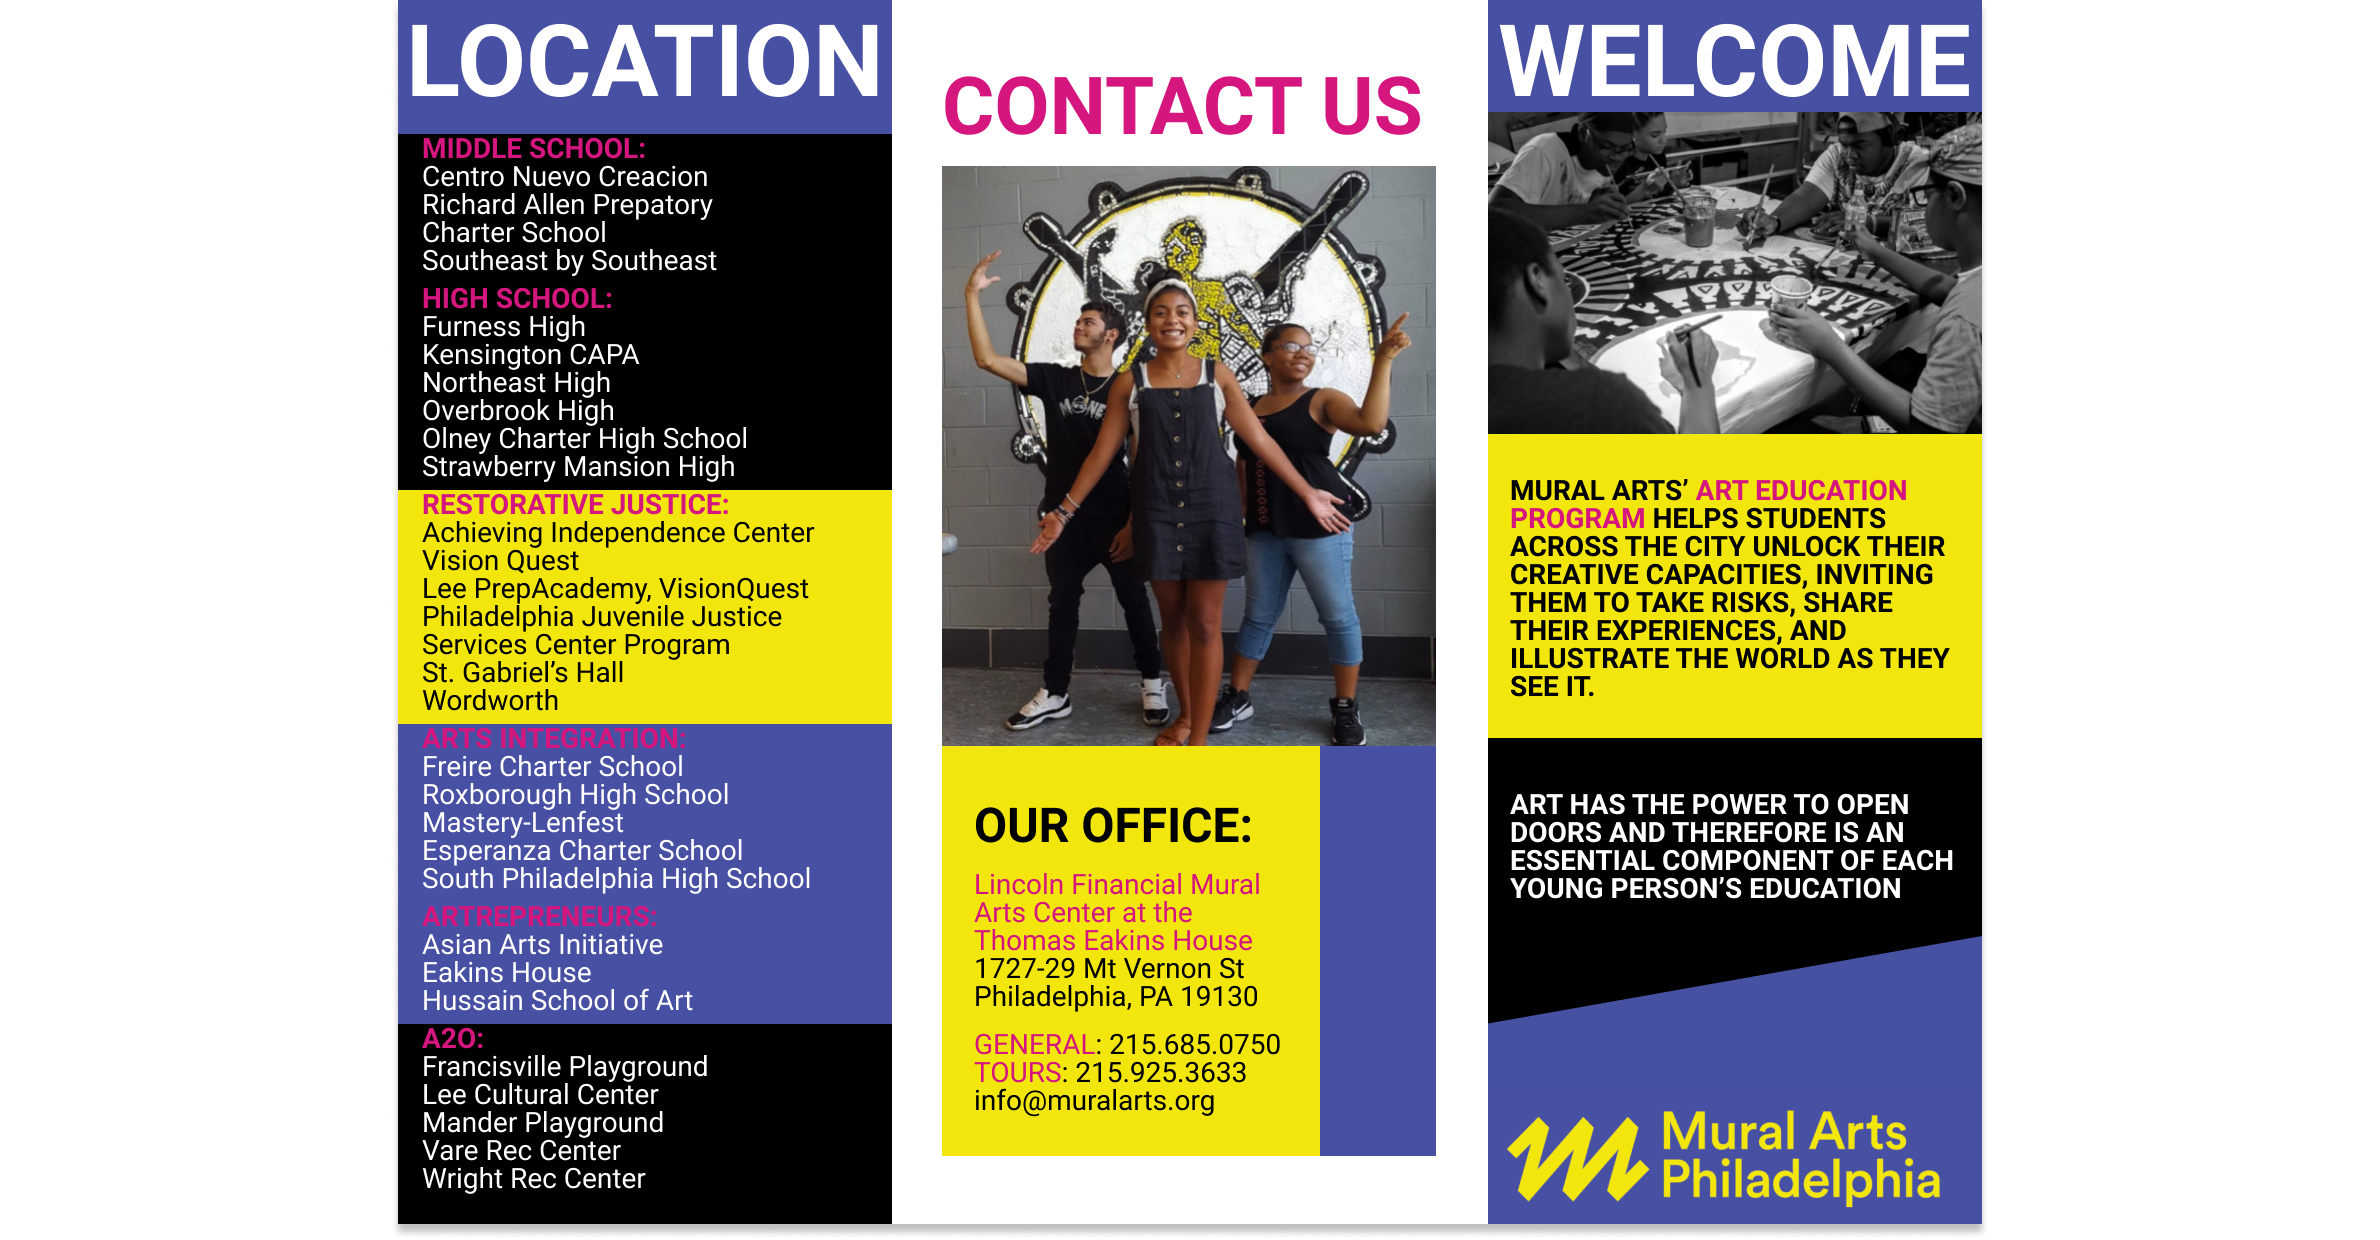 LOCATION
MIDDLE SCHOOL:
Centro Nuevo Creacion
Richard Allen Prepatory
Charter School
Southeast by Southeast
HIGH SCHOOL:
Furness High
Kensington CAPA
Northeast High
Overbrook High
Olney Charter High School
Strawberry Mansion High
RESTORATIVE JUSTICE:
Achieving Independence Center
Vision Quest
Lee PrepAcademy, VisionQuest
Philadelphia Juvenile Justice
Services Center Program
St. Gabriel’s Hall
Wordworth
ARTS INTEGRATION:
Freire Charter School
Roxborough High School
Mastery-Lenfest
Esperanza Charter School
South Philadelphia High School
ARTREPRENEURS:
Asian Arts Initiative
Eakins House
Hussain School of Art
A2O:
Francisville Playground
Lee Cultural Center
Mander Playground
Vare Rec Center
Wright Rec Center
CONTACT US
OUR OFFICE:
Lincoln Financial Mural
Arts Center at the
Thomas Eakins House
1727-29 Mt Vernon St
Philadelphia, PA 19130
GENERAL: 215.685.0750
TOURS: 215.925.3633
info@muralarts.org
WELCOME
MURAL ARTS’ ART EDUCATION
PROGRAM HELPS STUDENTS
ACROSS THE CITY UNLOCK THEIR
CREATIVE CAPACITIES, INVITING
THEM TO TAKE RISKS, SHARE
THEIR EXPERIENCES, AND
ILLUSTRATE THE WORLD AS THEY
SEE IT.
ART HAS THE POWER TO OPEN
DOORS AND THEREFORE IS AN
ESSENTIAL COMPONENT OF EACH
YOUNG PERSON’S EDUCATION
Mural Arts
Philadelphia